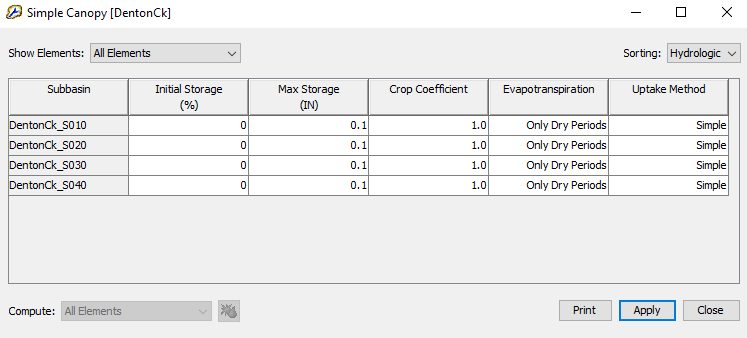 Simple Canopy [DentonCk]
Show Elements: All Elements Sorting: Hydrologic
Subbasin Initial Storage Max Storage Crop Coefficient Evapotranspiration Uptake Method
(%) (IN)
DentonCk_S010 0 0.1 1.0 Only Dry Periods Simple
DentonCk_S020 0 0.1 1.0 Only Dry Periods Simple
DentonCk_S030 0 0.1 1.0 Only Dry Periods Simple
DentonCk_S040 0 0.1 1.0 Only Dry Periods Simple
Compute: All Elements Print Apply Close